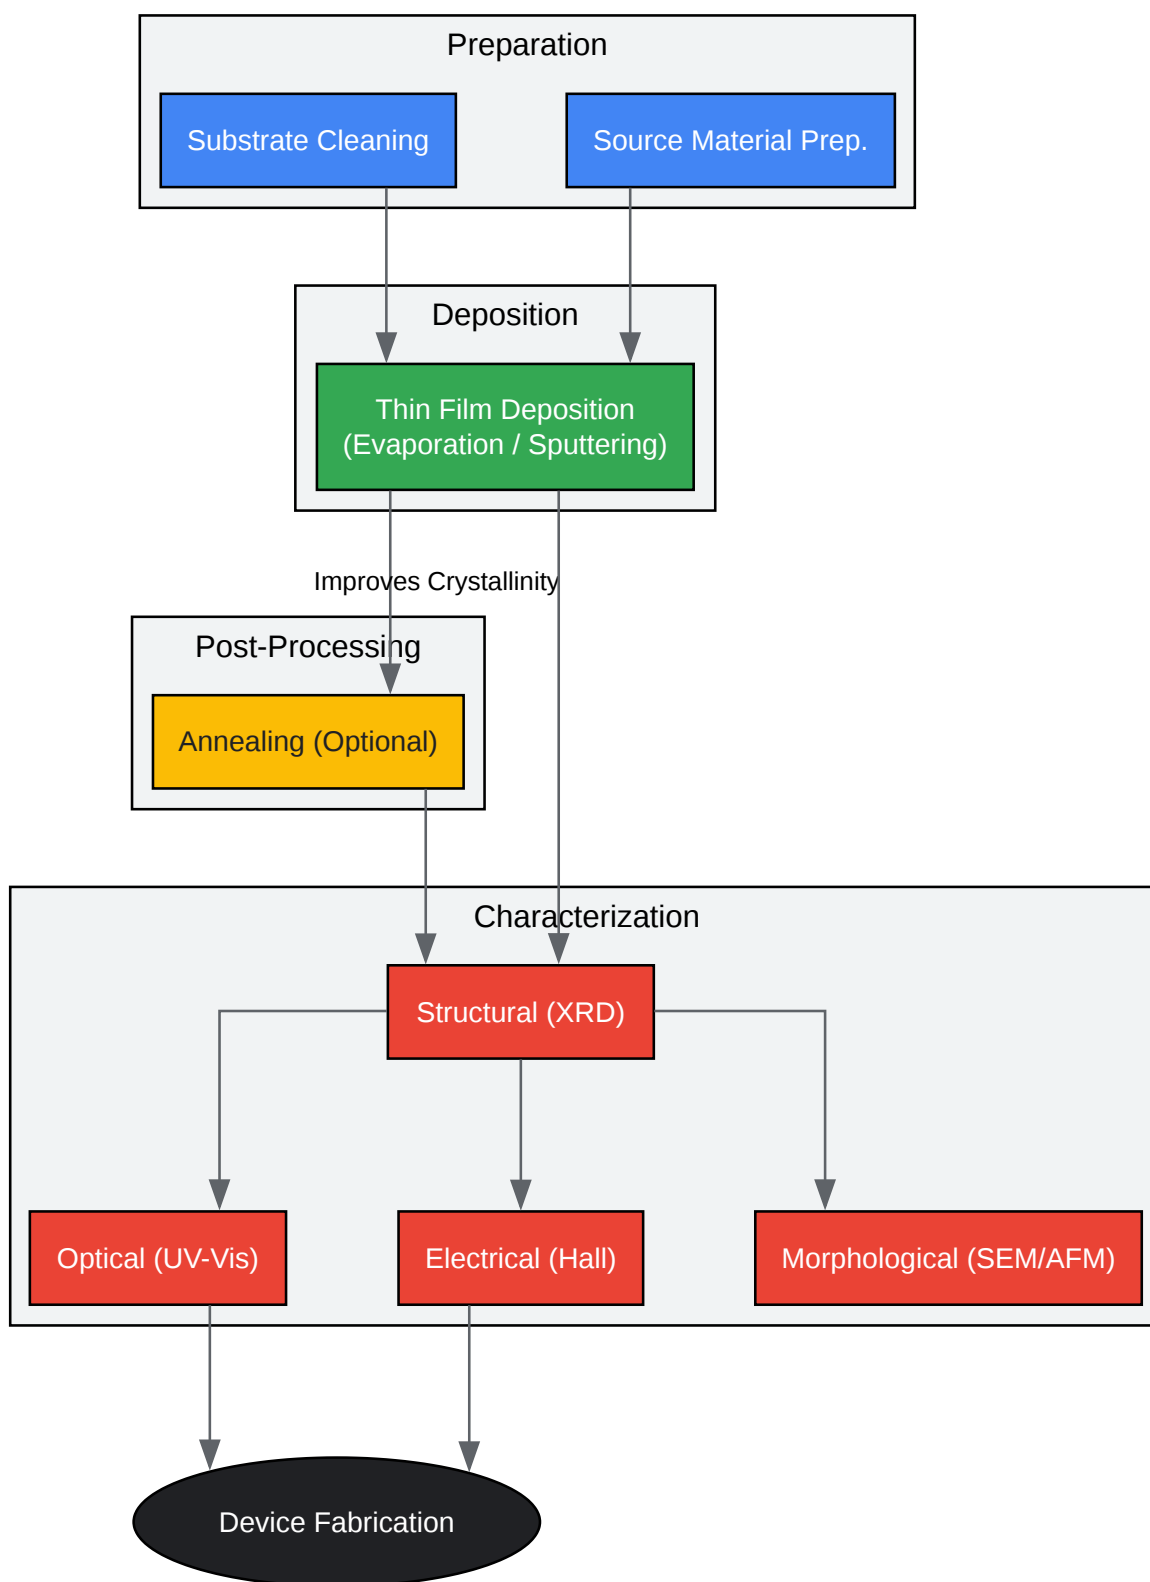 Preparation
Substrate Cleaning
Source Material Prep.
Deposition
Thin Film Deposition
(Evaporation / Sputtering)
Improves Crystallinity
Post-Processing
Annealing (Optional)
Characterization
Structural (XRD)
Optical (UV-Vis)
Electrical (Hall)
Morphological (SEM/AFM)
Device Fabrication